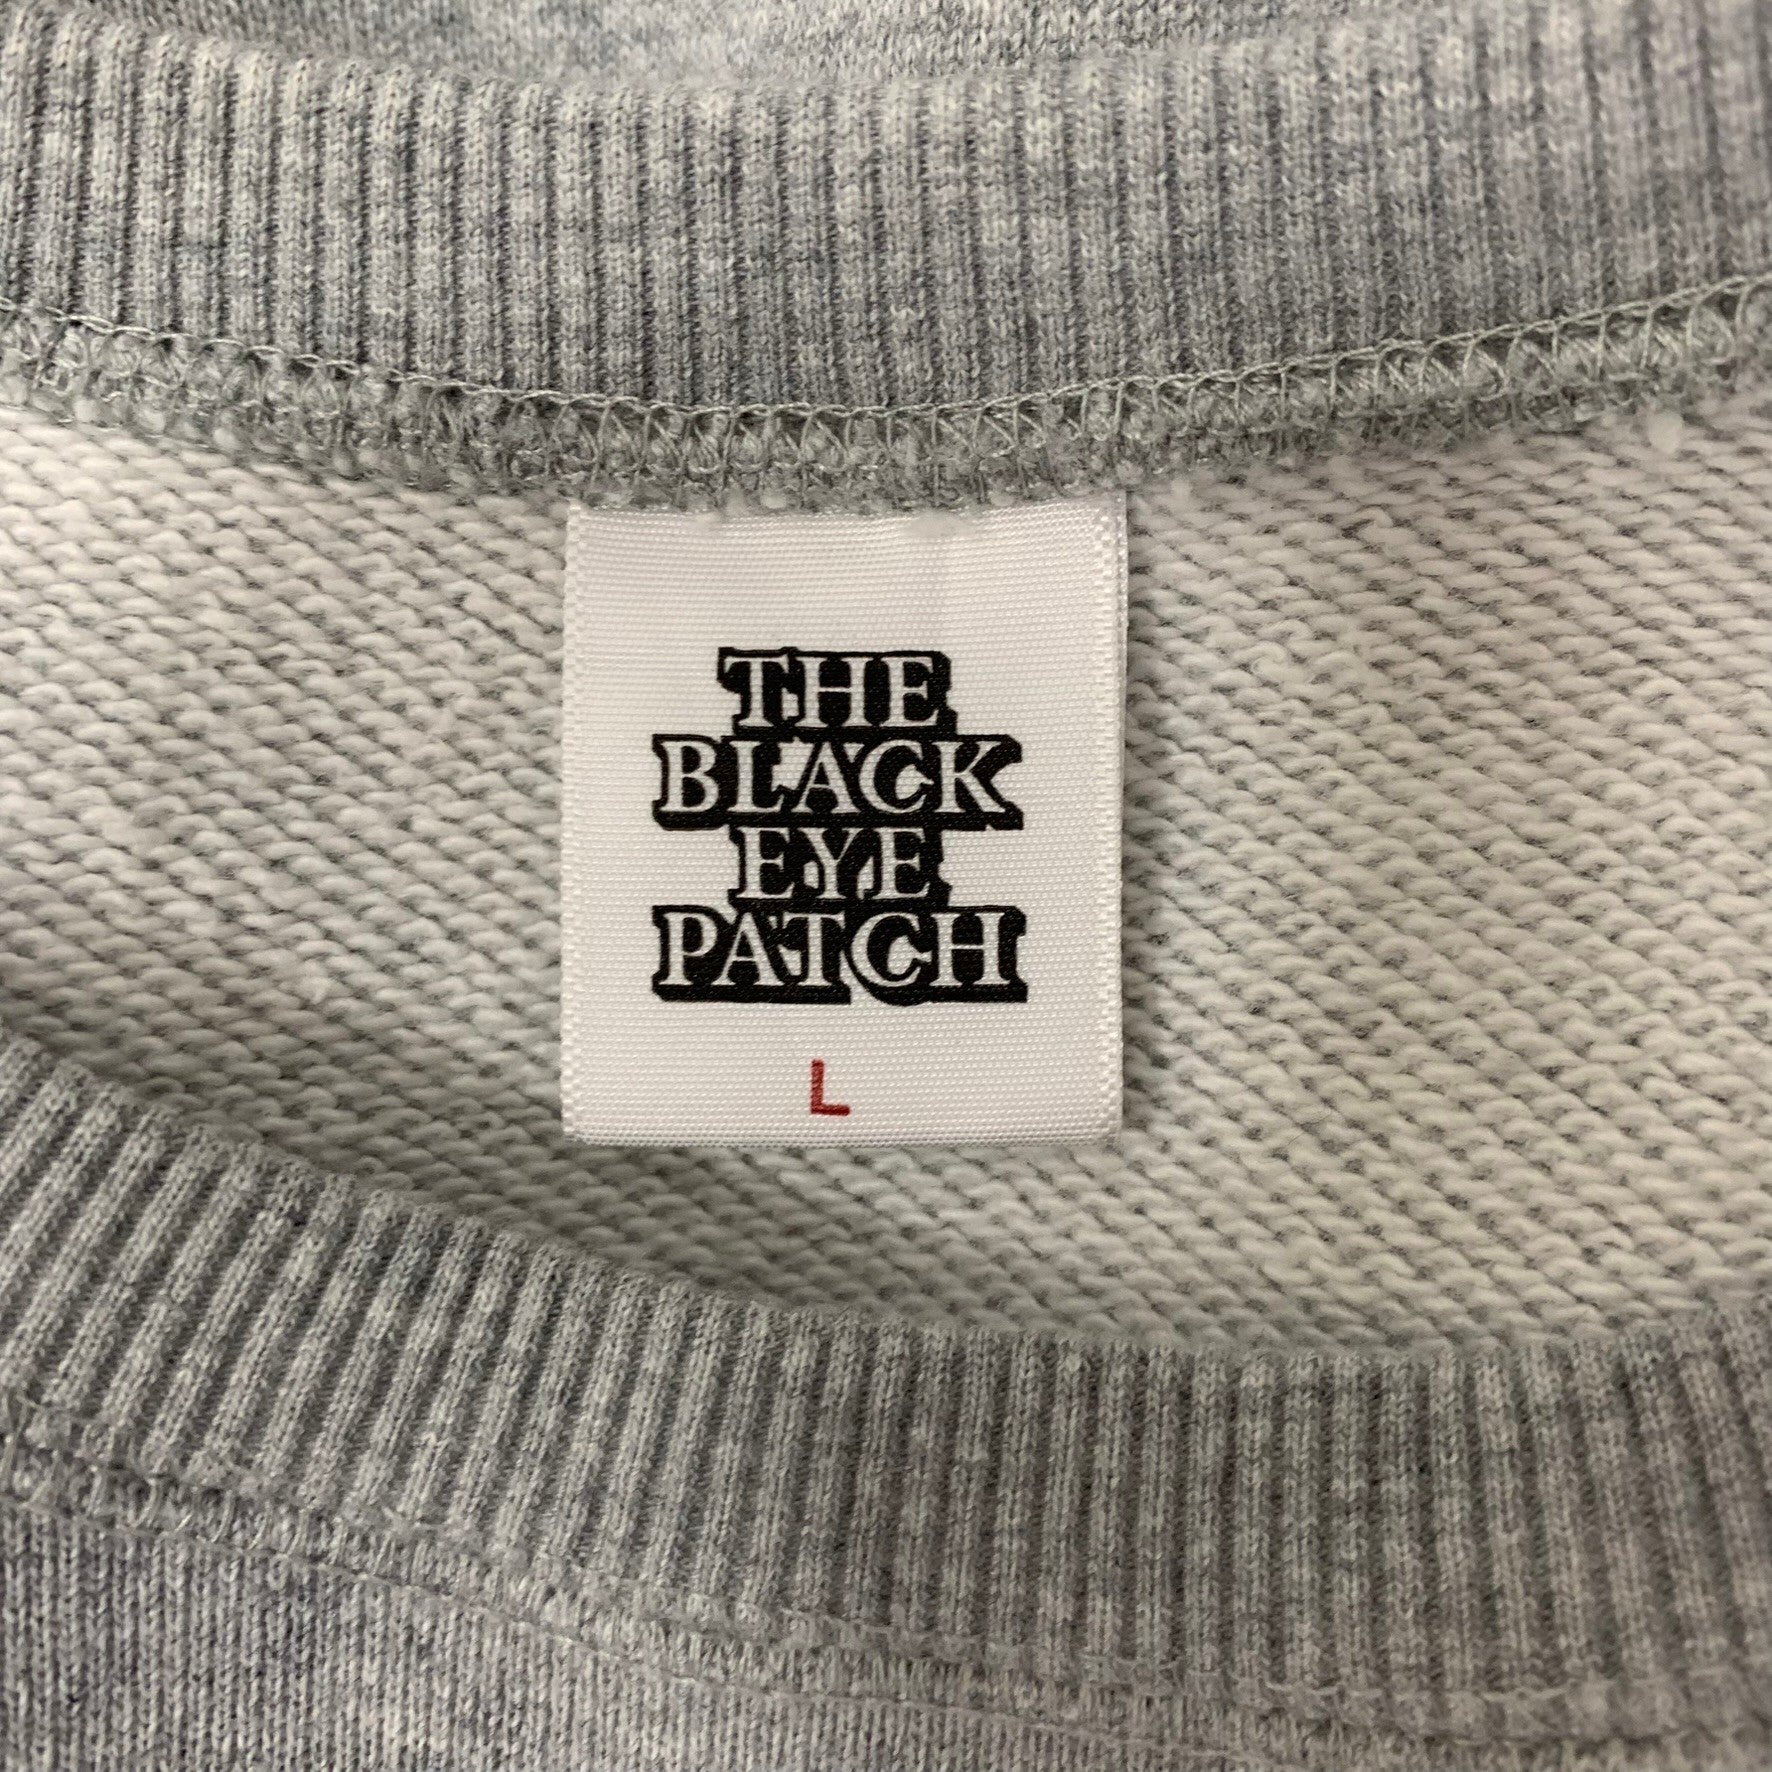 THE
BLACK
EYE
PATCH
L